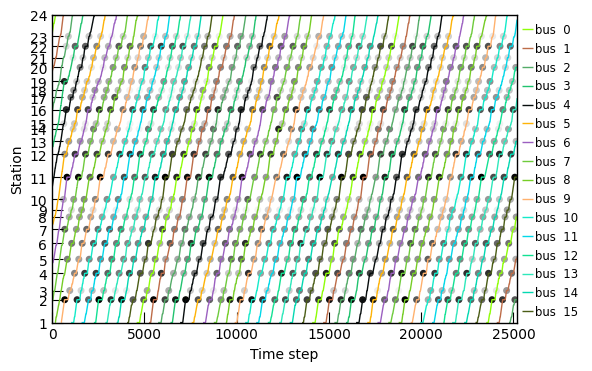 24
23
22
21
20
19
18
17
16
15
14
13
12
11
10
9
8
7
6
5
4
3
2
1
Station
0 5000 10000 15000 20000 25000
Time step
bus 0
bus 1
bus 2
bus 3
bus 4
bus 5
bus 6
bus 7
bus 8
bus 9
bus 10
bus 11
bus 12
bus 13
bus 14
bus 15